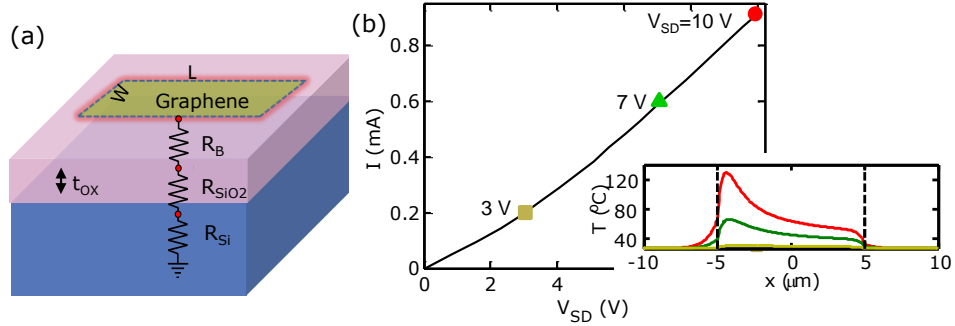 (a)
L
W
Graphene
R_B
t_OX
R_SiO2
R_Si
(b)
I (mA)
0.8
0.6
0.4
0.2
0
V_SD=10 V
7 V
3 V
0 2 4
V_SD (V)
T (ºC)
120
80
40
-10 -5 0 5 10
x (μm)